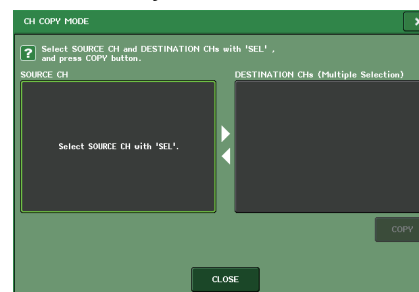 CH COPY MODE
Select SOURCE CH and DESTINATION CHs with 'SEL' ,
and press COPY button.
SOURCE CH
DESTINATION CHs (Multiple Selection)
Select SOURCE CH with 'SEL'.
COPY
CLOSE